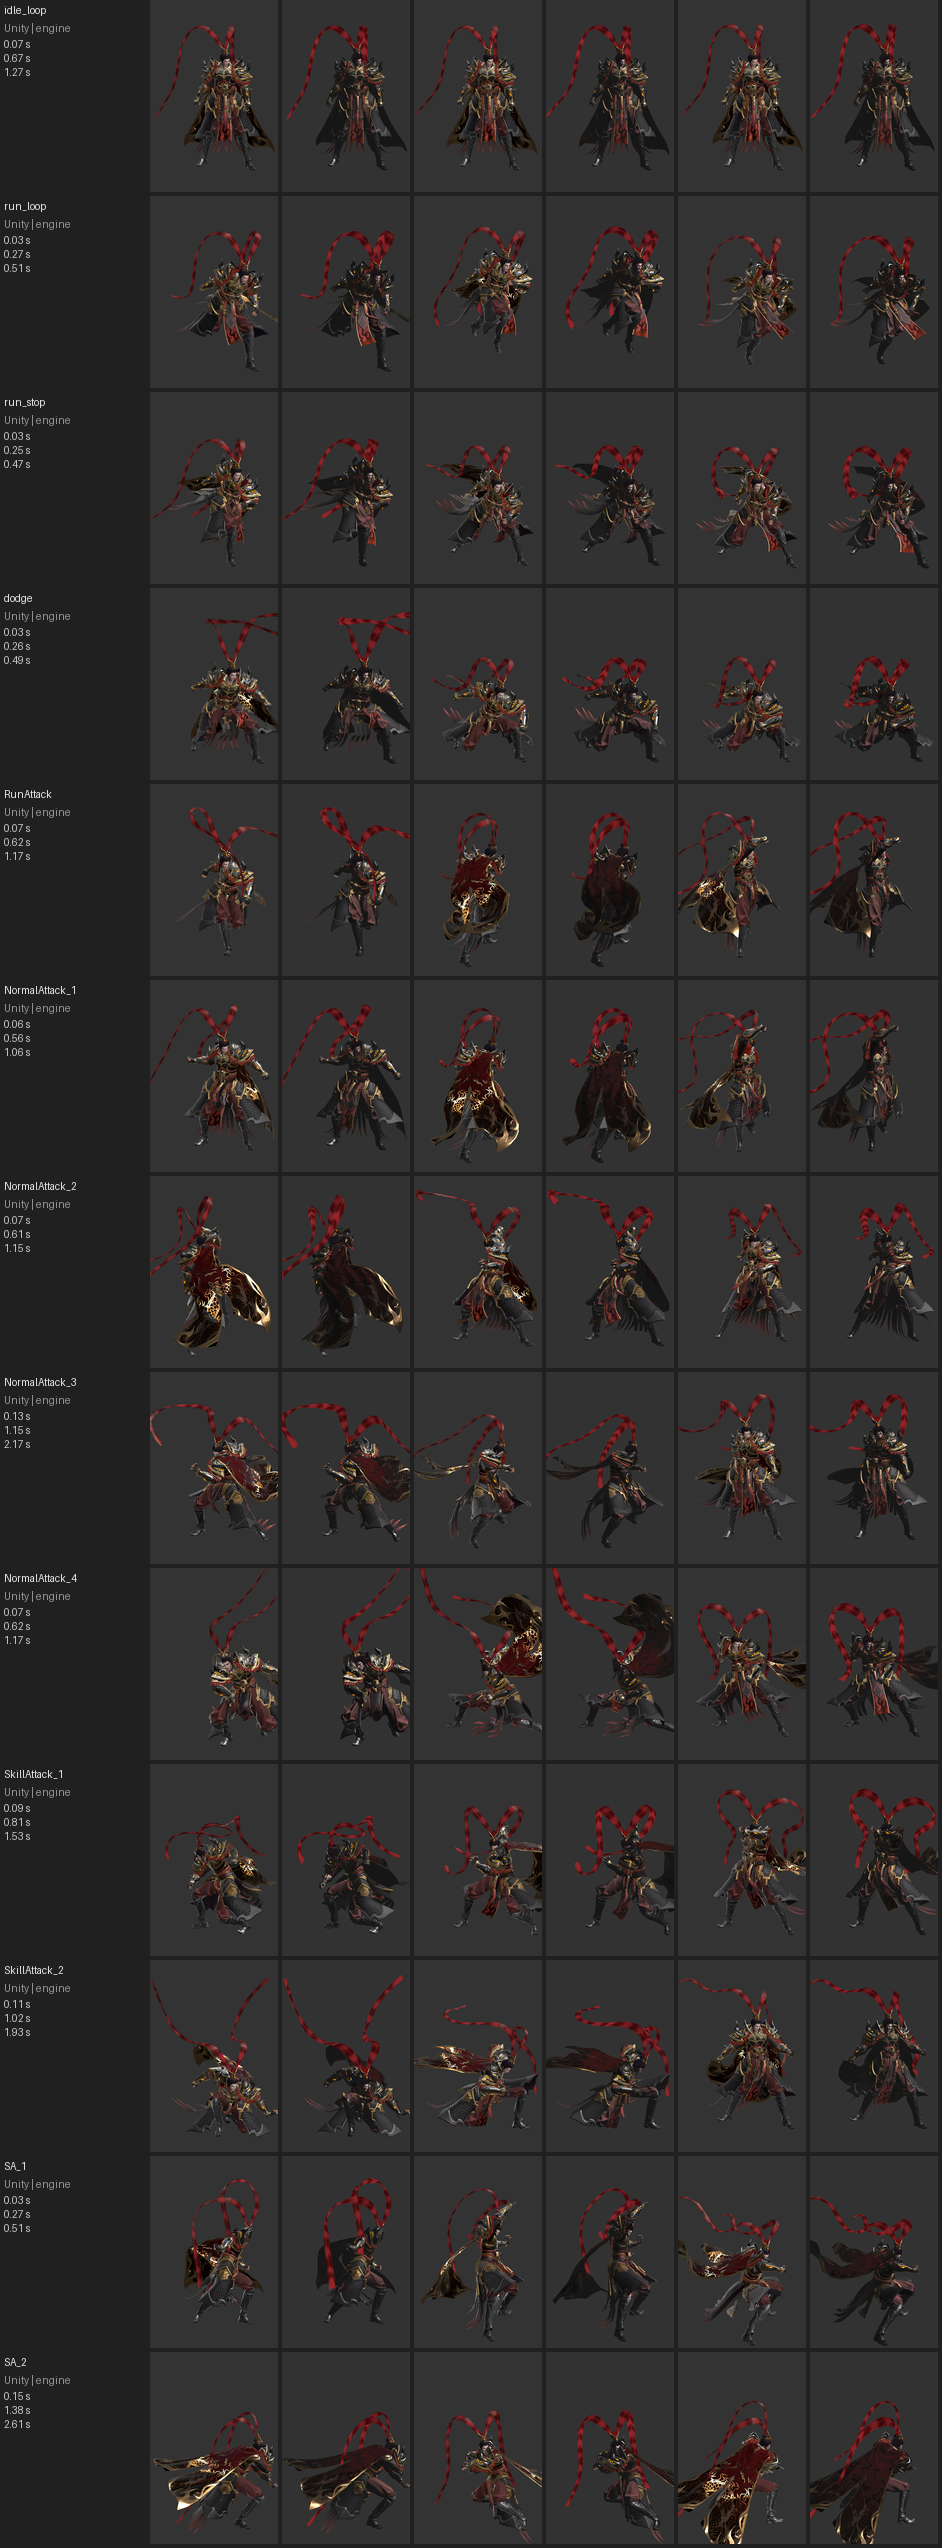 idle_loop
Unity | engine
0.07 s
0.67 s
1.27 s
run_loop
Unity | engine
0.03 s
0.27 s
0.51 s
run_stop
Unity | engine
0.03 s
0.25 s
0.47 s
dodge
Unity | engine
0.03 s
0.26 s
0.49 s
RunAttack
Unity | engine
0.07 s
0.62 s
1.17 s
NormalAttack_1
Unity | engine
0.06 s
0.56 s
1.06 s
NormalAttack_2
Unity | engine
0.07 s
0.61 s
1.15 s
NormalAttack_3
Unity | engine
0.13 s
1.15 s
2.17 s
NormalAttack_4
Unity | engine
0.07 s
0.62 s
1.17 s
SkillAttack_1
Unity | engine
0.09 s
0.81 s
1.53 s
SkillAttack_2
Unity | engine
0.11 s
1.02 s
1.93 s
SA_1
Unity | engine
0.03 s
0.27 s
0.51 s
SA_2
Unity | engine
0.15 s
1.38 s
2.61 s